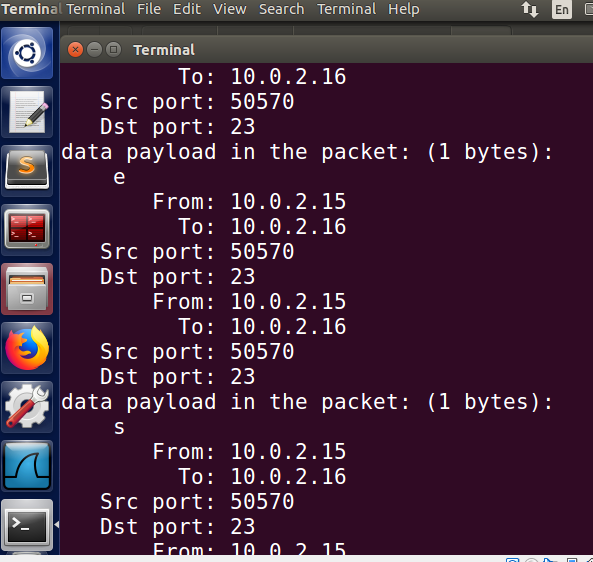 Terminal Terminal File Edit View Search Terminal Help En
Terminal
To: 10.0.2.16
Src port: 50570
Dst port: 23
data payload in the packet: (1 bytes):
e
From: 10.0.2.15
To: 10.0.2.16
Src port: 50570
Dst port: 23
From: 10.0.2.15
To: 10.0.2.16
Src port: 50570
Dst port: 23
data payload in the packet: (1 bytes):
s
From: 10.0.2.15
To: 10.0.2.16
Src port: 50570
Dst port: 23
From: 10.0.2.15